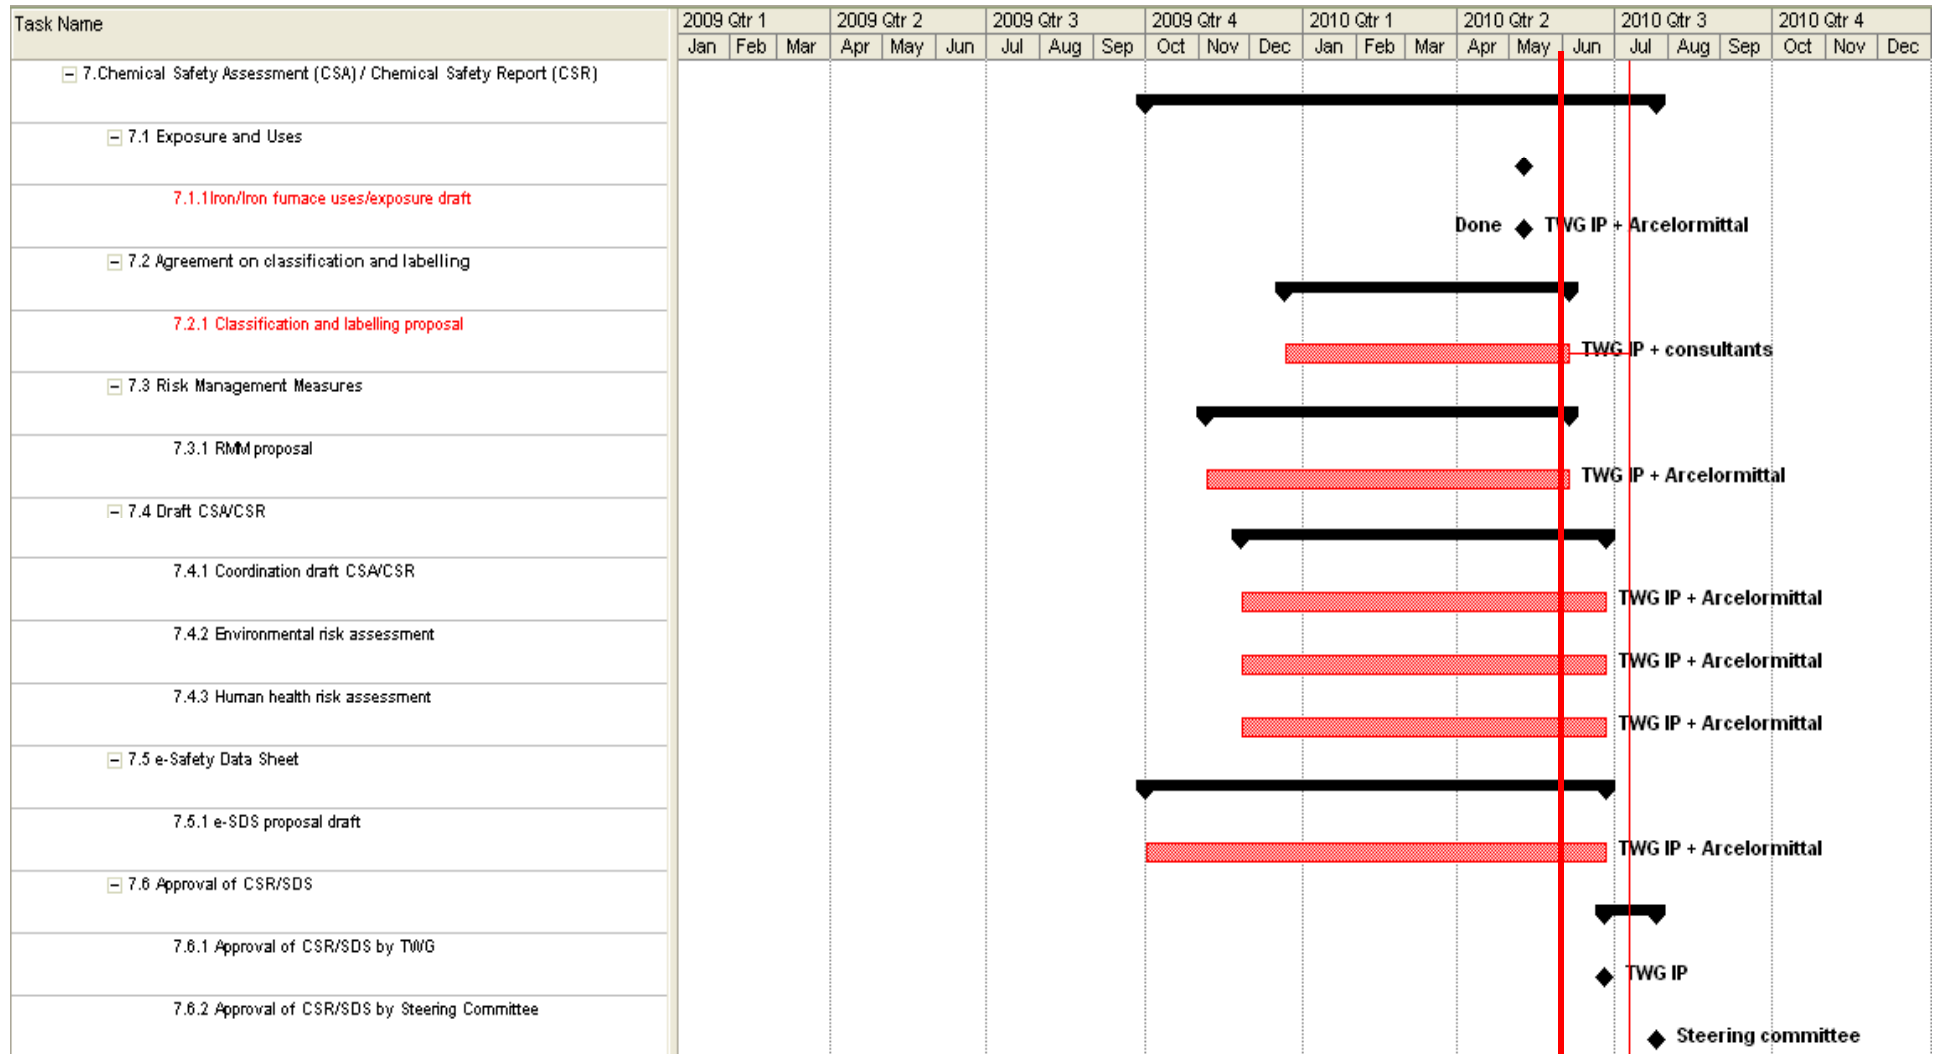 Task Name
2009 Qtr 1 2009 Qtr 2 2009 Qtr 3 2009 Qtr 4 2010 Qtr 1 2010 Qtr 2 2010 Qtr 3 2010 Qtr 4
Jan Feb Mar Apr May Jun Jul Aug Sep Oct Nov Dec Jan Feb Mar Apr May Jun Jul Aug Sep Oct Nov Dec
7.Chemical Safety Assessment (CSA) / Chemical Safety Report (CSR)
7.1 Exposure and Uses
7.1.1Iron/Iron furnace uses/exposure draft
Done TWG IP + Arcelormittal
7.2 Agreement on classification and labelling
7.2.1 Classification and labelling proposal
TWG IP + consultants
7.3 Risk Management Measures
7.3.1 RMM proposal
TWG IP + Arcelormittal
7.4 Draft CSA/CSR
7.4.1 Coordination draft CSA/CSR
TWG IP + Arcelormittal
7.4.2 Environmental risk assessment
TWG IP + Arcelormittal
7.4.3 Human health risk assessment
TWG IP + Arcelormittal
7.5 e-Safety Data Sheet
7.5.1 e-SDS proposal draft
TWG IP + Arcelormittal
7.6 Approval of CSR/SDS
7.6.1 Approval of CSR/SDS by TWG
TWG IP
7.6.2 Approval of CSR/SDS by Steering Committee
Steering committee